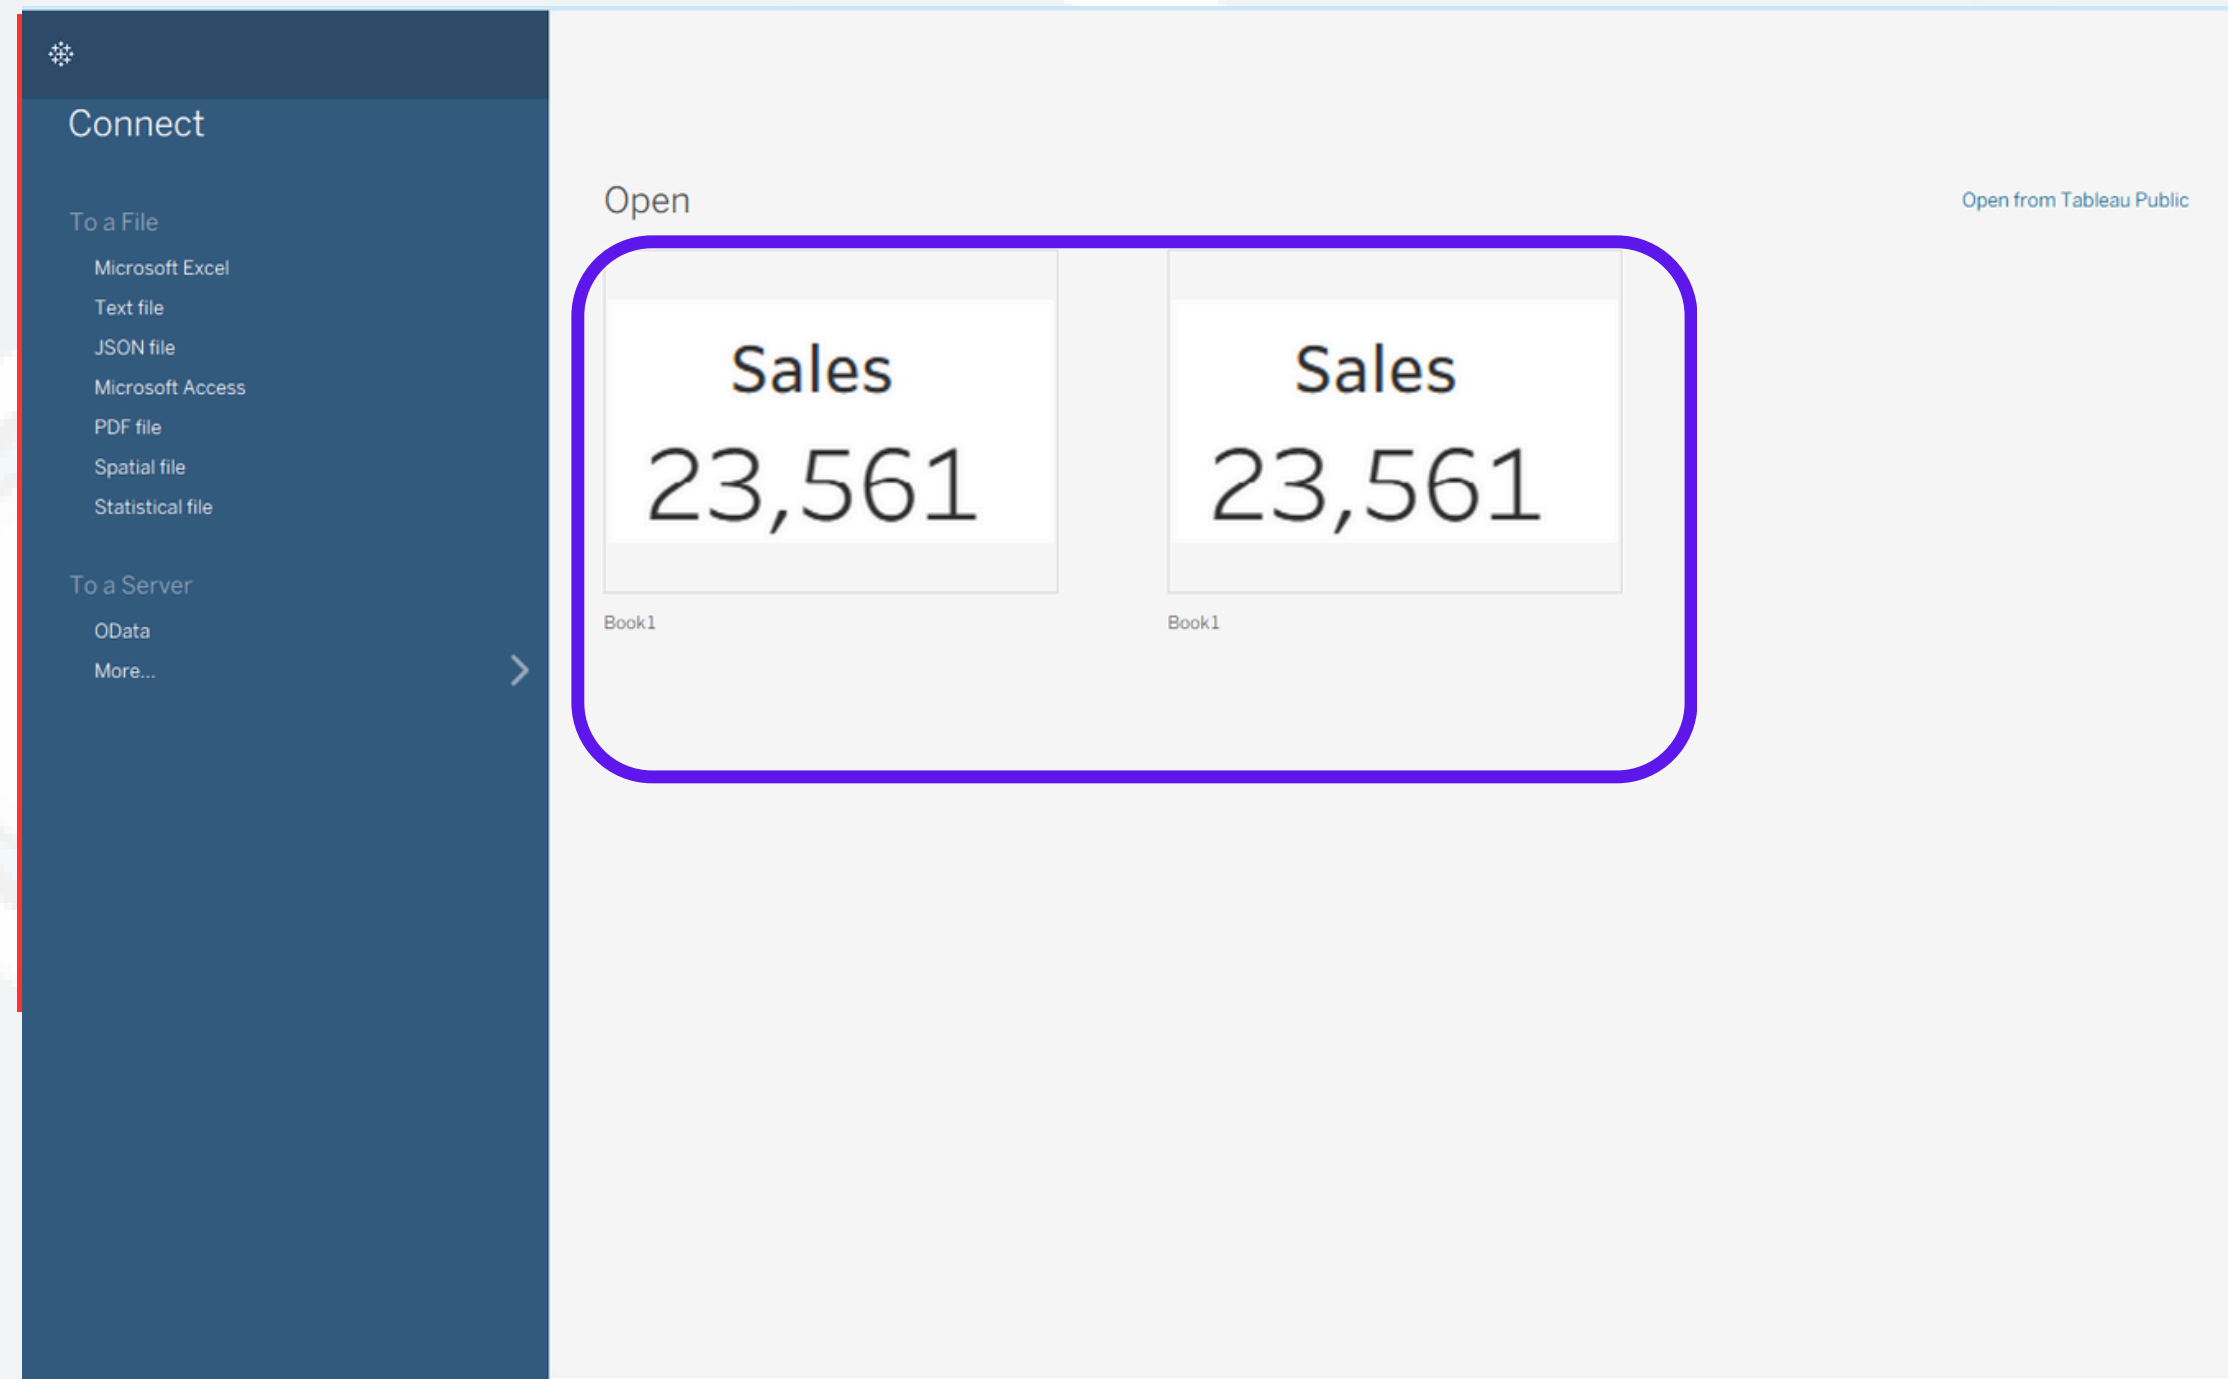 Connect
To a File
Microsoft Excel
Text file
JSON file
Microsoft Access
PDF file
Spatial file
Statistical file
To a Server
OData
More...
Open
Open from Tableau Public
Sales
23,561
Book1
Sales
23,561
Book1